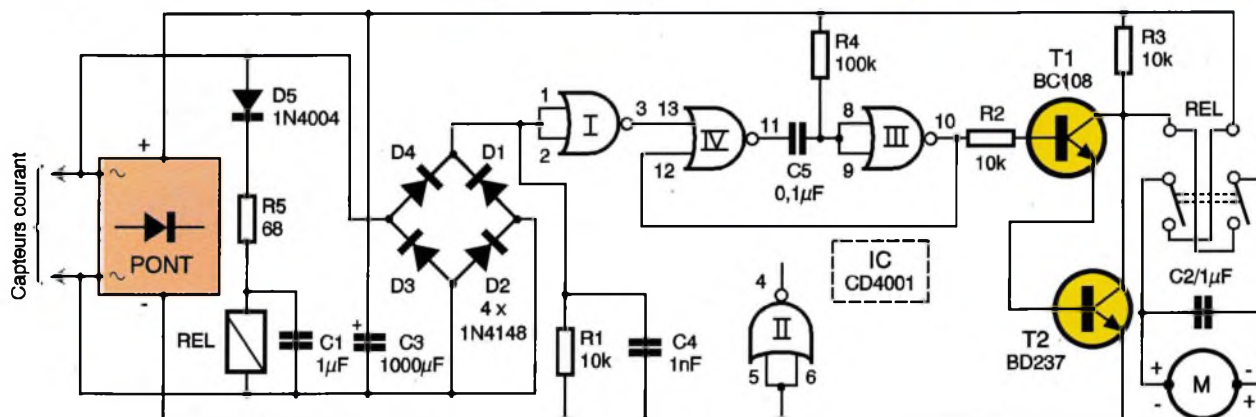 Capteurs courant
+
~
PONT
~
-
D5
1N4004
R5
68
REL
C1
1µF
+
C3
1000µF
D4
D1
D3
D2
4 x
1N4148
1
2
I
3
13
12
IV
11
C5
0,1µF
R4
100k
8
9
III
10
R2
10k
T1
BC108
R3
10k
REL
R1
10k
C4
1nF
4
II
5
6
IC
CD4001
T2
BD237
C2/1µF
+
-
M
-
+